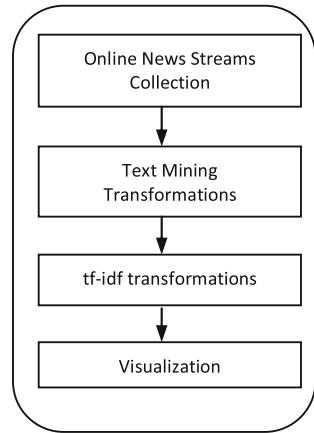 Online News Streams
Collection
Text Mining
Transformations
tf-idf transformations
Visualization